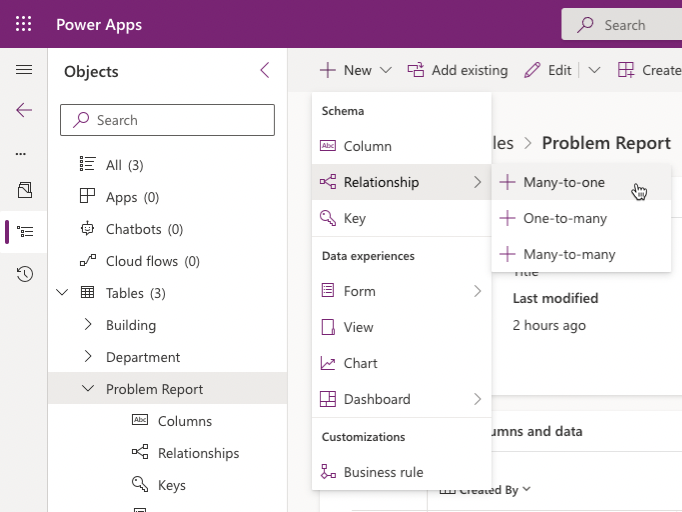 Power Apps
Search
Objects
New
Add existing
Edit
Create
Search
All (3)
Apps (0)
Chatbots (0)
Cloud flows (0)
Tables (3)
Building
Department
Problem Report
Columns
Relationships
Keys
Schema
Column
Relationship
Key
Data experiences
Form
View
Chart
Dashboard
Customizations
Business rule
Many-to-one
One-to-many
Many-to-many
les > Problem Report
Title
Last modified
2 hours ago
umns and data
Created By